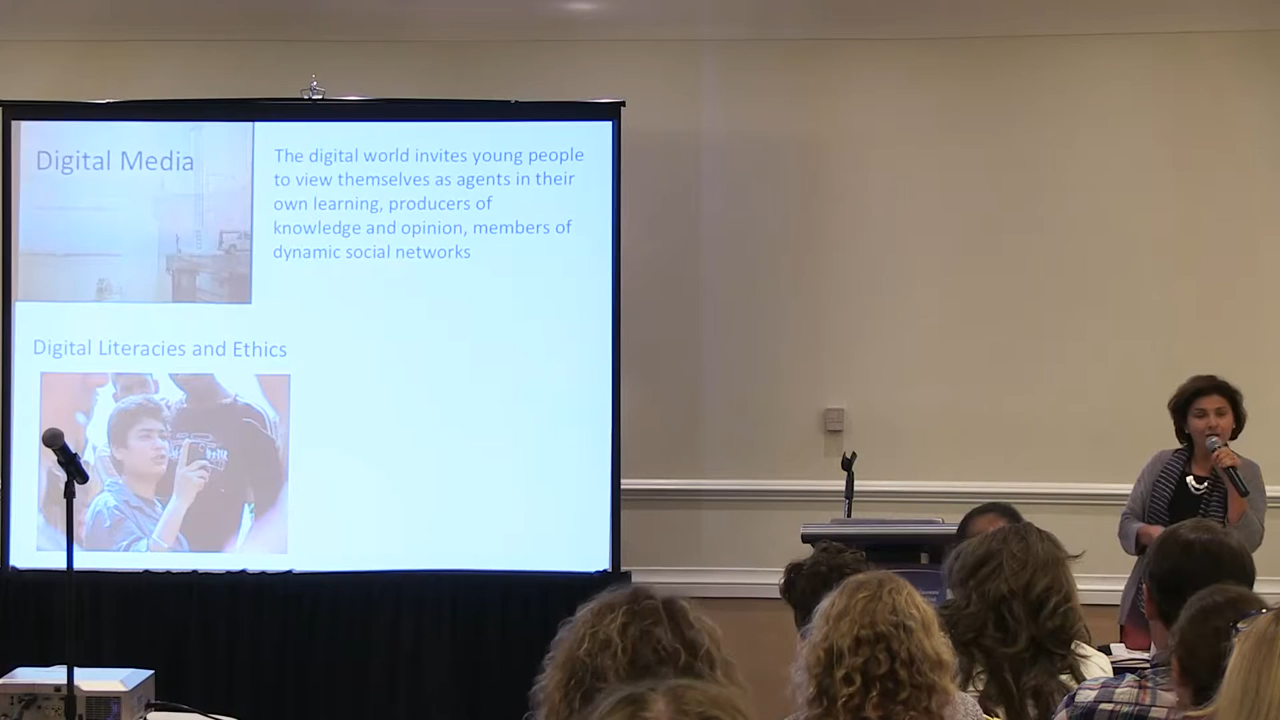 Digital Media
The digital world invites young people
to view themselves as agents in their
own learning, producers of
knowledge and opinion, members of
dynamic social networks
Digital Literacies and Ethics